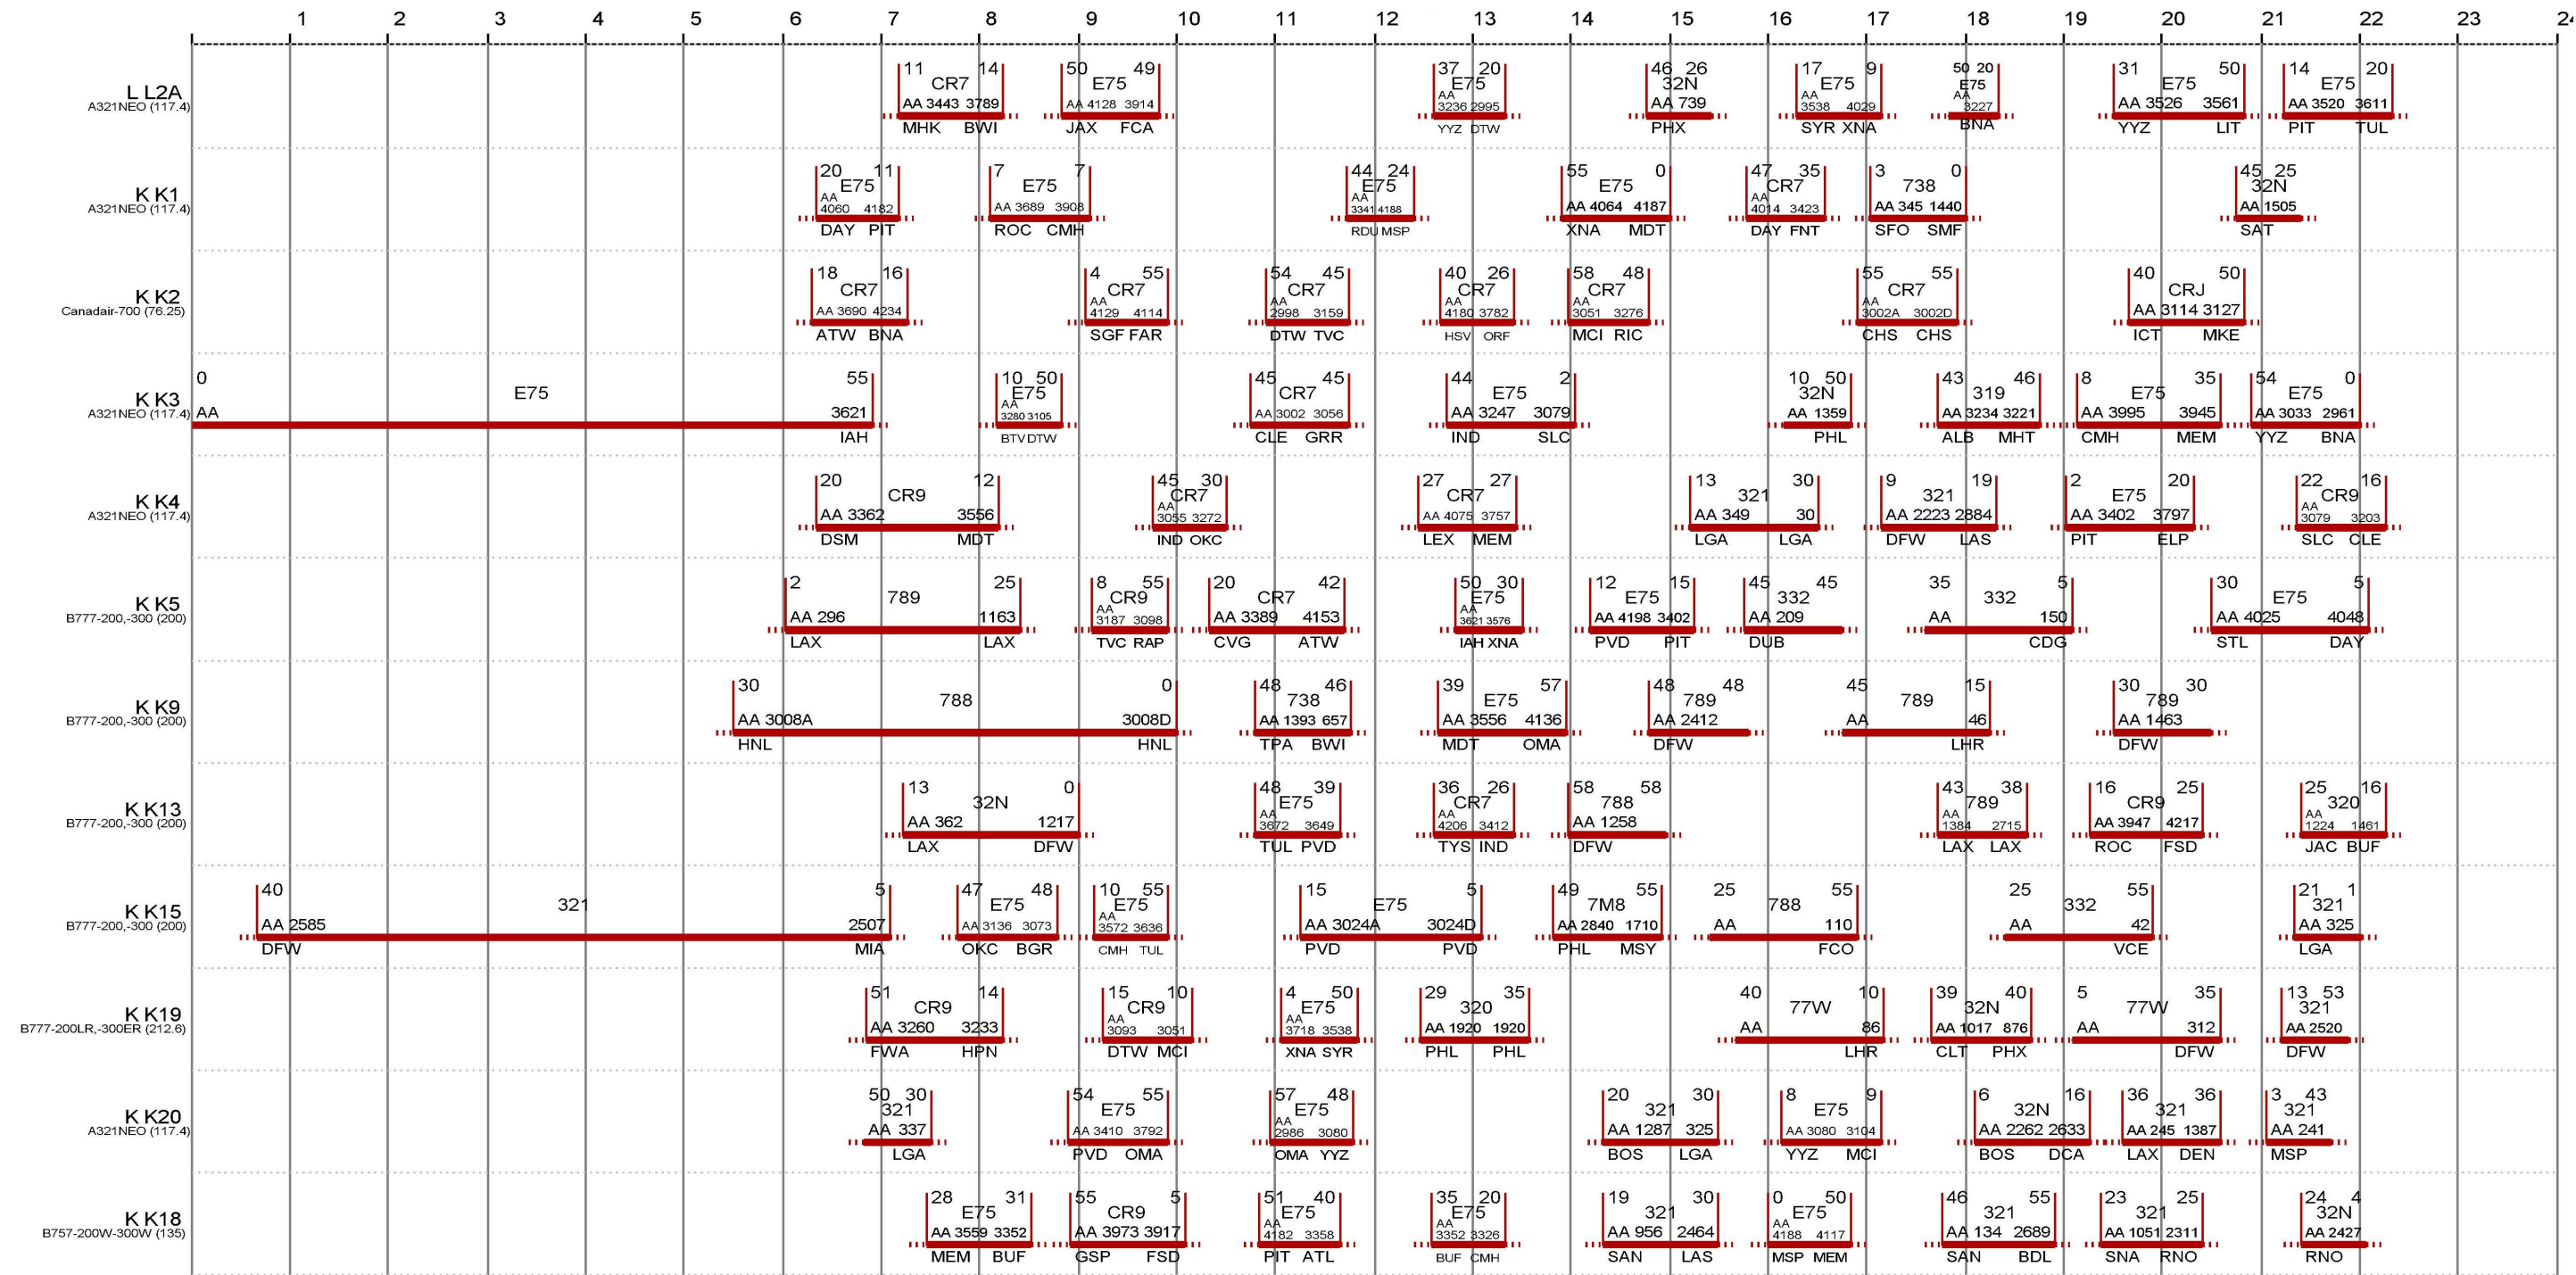 1 2 3 4 5 6 7 8 9 10 11 12 13 14 15 16 17 18 19 20 21 22 23
L L2A
A321NEO (117.4)
11 14 50 49 37 20 46 26 17 9 50 20 31 50 14 20
CR7 E75 E75 32N E75 E75 E75 E75
AA 3443 3789 AA 4128 3914 AA 3236 2995 AA 739 AA 3538 4029 AA 3227 AA 3526 3561 AA 3520 3611
MHK BWI JAX FCA YYZ DTW PHX SYR XNA BNA YYZ LIT PIT TUL
K K1
A321NEO (117.4)
20 11 7 7 44 24 55 0 47 35 3 0 45 25
E75 E75 E75 E75 CR7 738 32N
AA 4060 4182 AA 3689 3908 AA 3341 4188 AA 4064 4187 AA 4014 3423 AA 345 1440 AA 1505
DAY PIT ROC CMH RDU MSP XNA MDT DAY FNT SFO SMF SAT
K K2
Canadair-700 (76.25)
18 16 4 55 54 45 40 26 58 48 55 55 40 50
CR7 CR7 CR7 CR7 CR7 CR7 CRJ
AA 3690 4234 AA 4129 4114 AA 2998 3159 AA 4180 3782 AA 3051 3276 AA 3002A 3002D AA 3114 3127
ATW BNA SGF FAR DTW TVC HSV ORF MCI RIC CHS CHS ICT MKE
K K3
A321NEO (117.4)
0 55 10 50 45 45 44 2 10 50 43 46 8 35 54 0
E75 E75 CR7 E75 32N 319 E75 E75
AA 3621 AA 3280 3105 AA 3002 3056 AA 3247 3079 AA 1359 AA 3234 3221 AA 3995 3945 AA 3033 2961
IAH BTV DTW CLE GRR IND SLC PHL ALB MHT CMH MEM YYZ BNA
K K4
A321NEO (117.4)
20 12 45 30 27 27 13 30 9 19 2 20 22 16
CR9 CR7 CR7 321 321 E75 CR9
AA 3362 3556 AA 3055 3272 AA 4075 3757 AA 349 30 AA 2223 2884 AA 3402 3797 AA 3079 3203
DSM MDT IND OKC LEX MEM LGA LGA DFW LAS PIT ELP SLC CLE
K K5
B777-200,-300 (200)
2 25 8 55 20 42 50 30 12 15 45 45 35 5 30 5
789 CR9 CR7 E75 E75 332 332 E75
AA 296 1163 AA 3187 3098 AA 3389 4153 AA 3621 3576 AA 4198 3402 AA 209 AA 150 AA 4025 4048
LAX LAX TVC RAP CVG ATW IAH XNA PVD PIT DUB CDG STL DAY
K K9
B777-200,-300 (200)
30 0 48 46 39 57 48 48 45 15 30 30
788 738 E75 789 789 789
AA 3008A 3008D AA 1393 657 AA 3556 4136 AA 2412 AA 46 AA 1463
HNL HNL TPA BWI MDT OMA DFW LHR DFW
K K13
B777-200,-300 (200)
13 0 48 39 36 26 58 58 43 38 16 25 25 16
32N E75 CR7 788 789 CR9 320
AA 362 1217 AA 3672 3649 AA 4206 3412 AA 1258 AA 1384 2715 AA 3947 4217 AA 1224 1461
LAX DFW TUL PVD TYS IND DFW LAX LAX ROC FSD JAC BUF
K K15
B777-200,-300 (200)
40 5 47 48 10 55 15 5 49 55 25 55 25 55 21 1
321 E75 E75 E75 7M8 788 332 321
AA 2585 2507 AA 3136 3073 AA 3572 3636 AA 3024A 3024D AA 2840 1710 AA 110 AA 42 AA 325
DFW MIA OKC BGR CMH TUL PVD PVD PHL MSY FCO VCE LGA
K K19
B777-200LR,-300ER (212.6)
51 14 15 10 4 50 29 35 40 10 39 40 5 35 13 53
CR9 CR9 E75 320 77W 32N 77W 321
AA 3260 3233 AA 3093 3051 AA 3718 3538 AA 1920 1920 AA 86 AA 1017 876 AA 312 AA 2520
FWA HPN DTW MCI XNA SYR PHL PHL LHR CLT PHX DFW DFW
K K20
A321NEO (117.4)
50 30 54 55 57 48 20 30 8 9 6 16 36 36 3 43
321 E75 E75 321 E75 32N 321 321
AA 337 AA 3410 3792 AA 2986 3080 AA 1287 325 AA 3080 3104 AA 2262 2633 AA 245 1387 AA 241
LGA PVD OMA OMA YYZ BOS LGA YYZ MCI BOS DCA LAX DEN MSP
K K18
B757-200W-300W (135)
28 31 55 5 51 40 35 20 19 30 0 50 46 55 23 25 24 4
E75 CR9 E75 E75 321 E75 321 321 32N
AA 3559 3352 AA 3973 3917 AA 4182 3358 AA 3352 3326 AA 956 2464 AA 4188 4117 AA 134 2689 AA 1051 2311 AA 2427
MEM BUF GSP FSD PIT ATL BUF CMH SAN LAS MSP MEM SAN BDL SNA RNO RNO